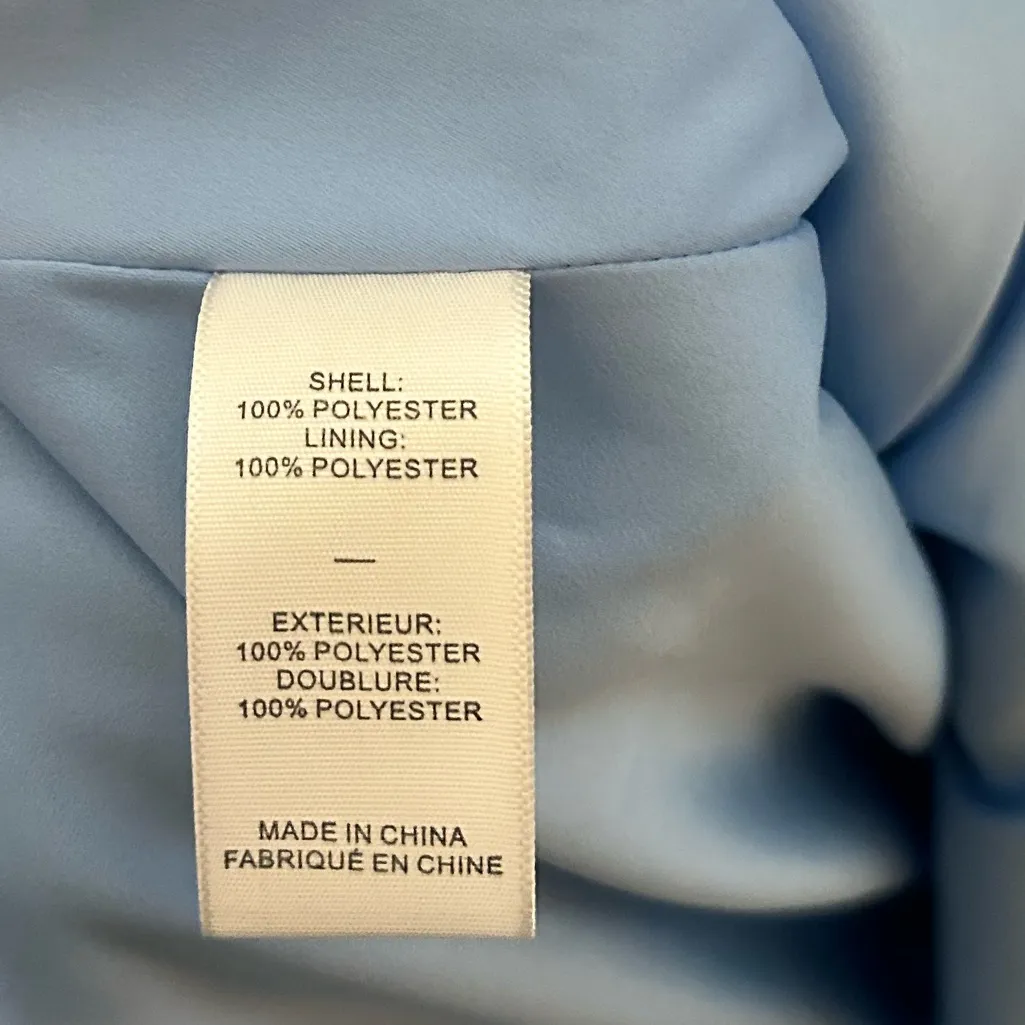 SHELL:
100% POLYESTER
LINING:
100% POLYESTER
—
EXTERIEUR:
100% POLYESTER
DOUBLURE:
100% POLYESTER
MADE IN CHINA
FABRIQUÉ EN CHINE